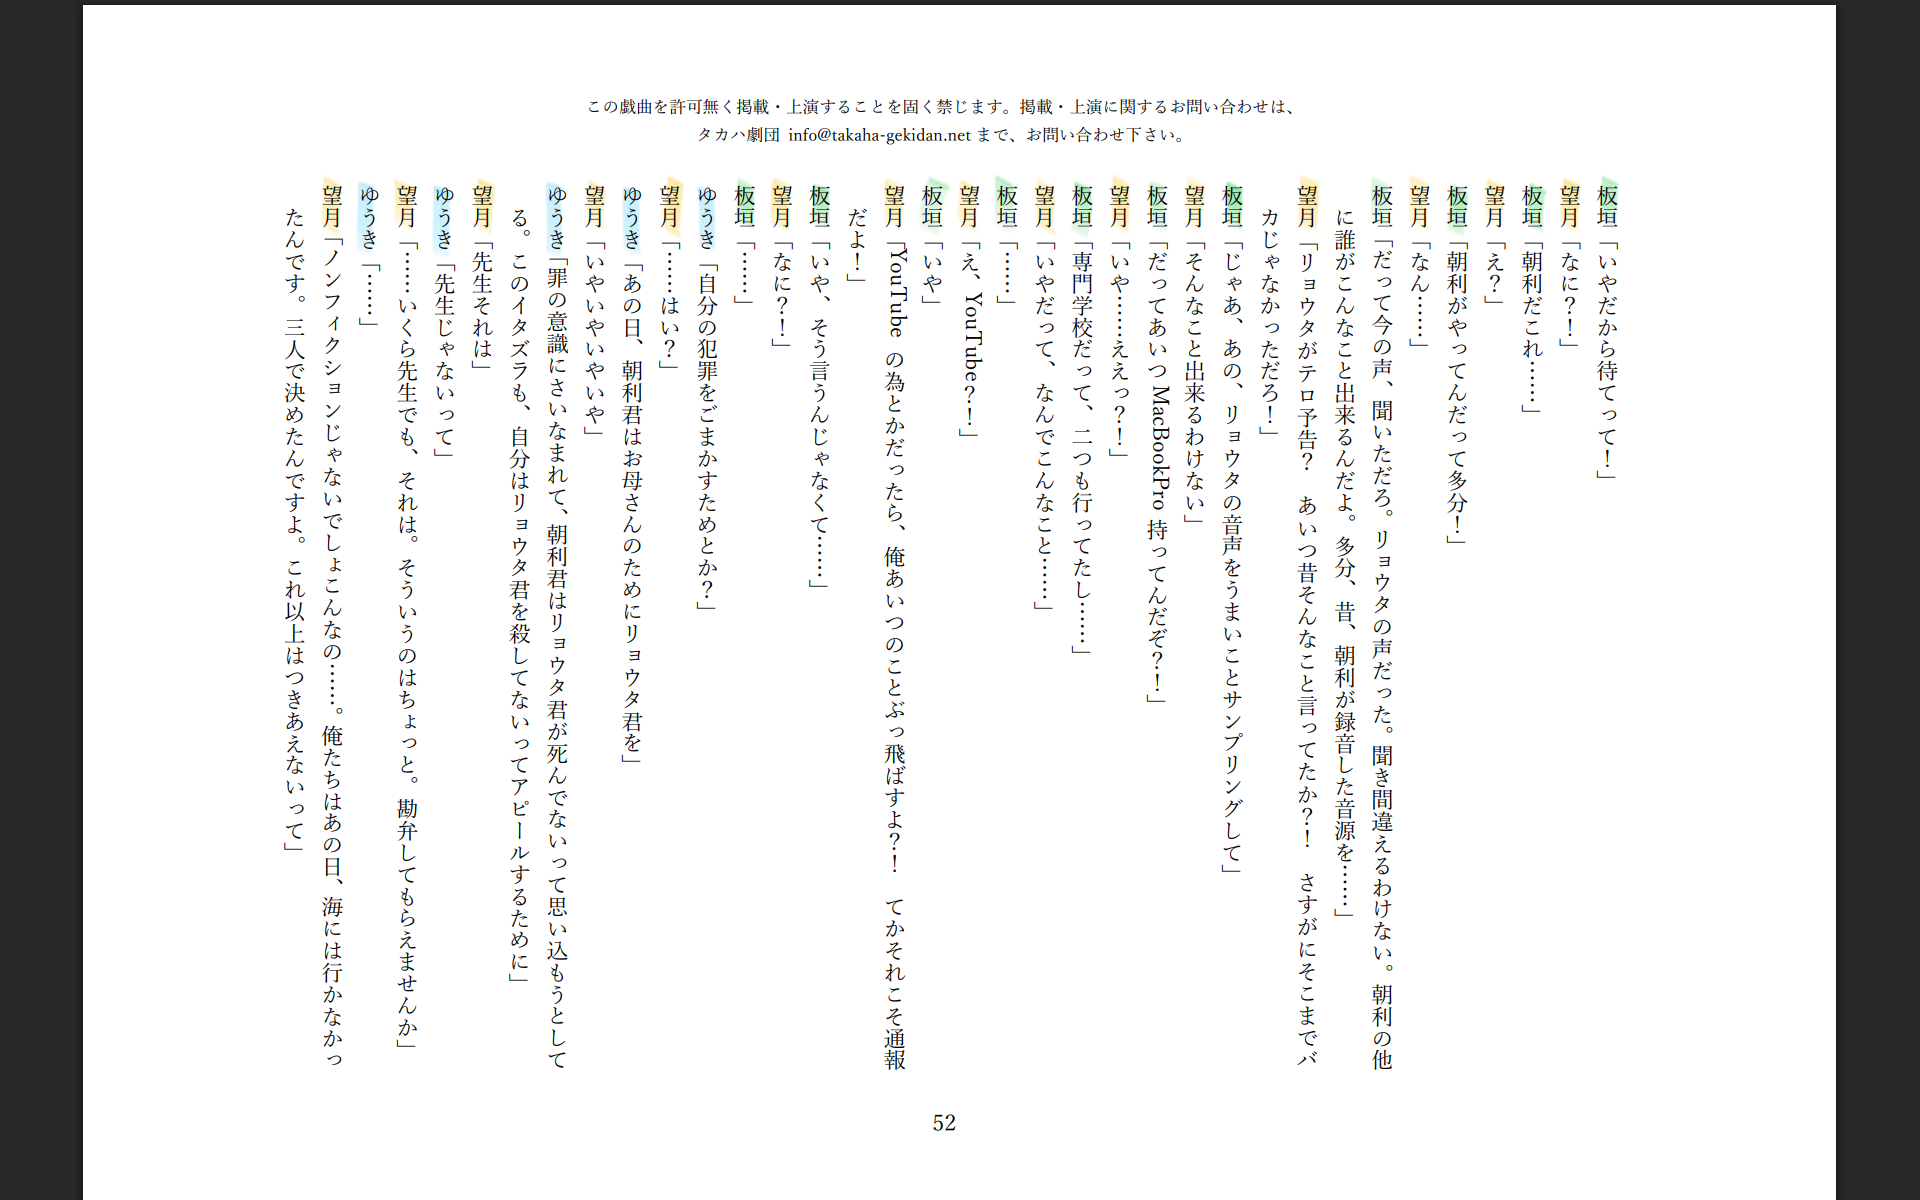 この戯曲を許可無く掲載・上演することを固く禁じます。掲載・上演に関するお問い合わせは、
タカハ劇団 info@takaha-gekidan.net まで、お問い合わせ下さい。
板垣「いやだから待てって！」
望月「なに？！」
板垣「朝利だこれ……」
望月「え？」
板垣「朝利がやってんだって多分！」
望月「なん……」
板垣「だって今の声、聞いただろ。リョウタの声だった。聞き間違えるわけない。朝利の他
に誰がこんなこと出来るんだよ。多分、昔、朝利が録音した音源を……」
望月「リョウタがテロ予告？　あいつ昔そんなこと言ってたか？！　さすがにそこまでバ
カじゃなかっただろ！」
板垣「じゃあ、あの、リョウタの音声をうまいことサンプリングして」
望月「そんなこと出来るわけない」
板垣「だってあいつ MacBookPro 持ってんだぞ？！」
望月「いや……ええっ？！」
板垣「専門学校だって、二つも行ってたし……」
望月「いやだって、なんでこんなこと……」
板垣「……」
望月「え、YouTube？！」
板垣「いや」
望月「YouTube の為とかだったら、俺あいつのことぶっ飛ばすよ？！　てかそれこそ通報
だよ！」
板垣「いや、そう言うんじゃなくて……」
望月「なに？！」
板垣「……」
ゆうき「自分の犯罪をごまかすためとか？」
望月「……はい？」
ゆうき「あの日、朝利君はお母さんのためにリョウタ君を」
望月「いやいやいやいや」
ゆうき「罪の意識にさいなまれて、朝利君はリョウタ君が死んでないって思い込もうとして
る。このイタズラも、自分はリョウタ君を殺してないってアピールするために」
望月「先生それは」
ゆうき「先生じゃないって」
望月「……いくら先生でも、それは。そういうのはちょっと。勘弁してもらえませんか」
ゆうき「……」
望月「ノンフィクションじゃないでしょこんなの……。俺たちはあの日、海には行かなかっ
たんです。三人で決めたんですよ。これ以上はつきあえないって」
52